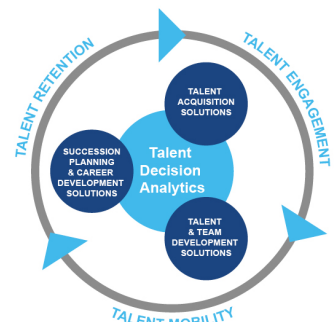 TALENT RETENTION
TALENT ENGAGEMENT
TALENT
ACQUISITION
SOLUTIONS
SUCCESSION
PLANNING
& CAREER
DEVELOPMENT
SOLUTIONS
Talent
Decision
Analytics
TALENT
& TEAM
DEVELOPMENT
SOLUTIONS
TALENT MOBILITY